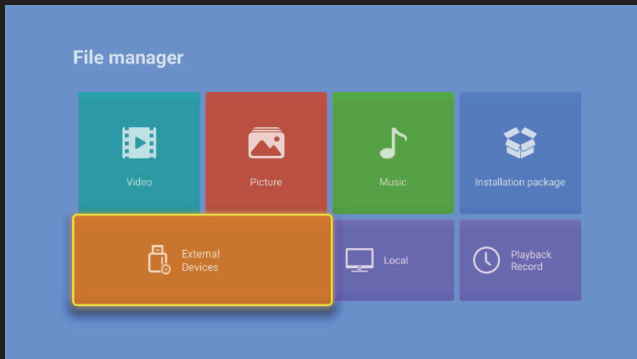 File manager
Video
Picture
Music
Installation package
External
Devices
Local
Playback
Record